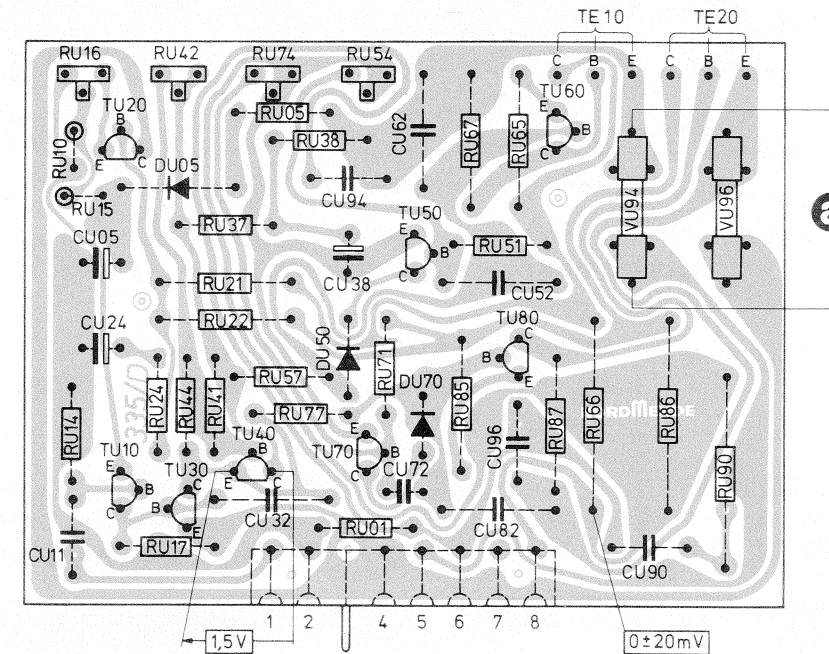 TE10 TE20
RU16 RU42 RU74 RU54 C B E C B E
TU20 RU05 CU62 RU67 RU65 E TU60 B C
RU10 B E C DU05 RU38
RU15 CU94 VU94 VU96
RU37 TU50 E B C RU51
CU05 CU38
RU21 CU52
CU24 RU22 TU80 C B E
DU50 RU71
RU57 DU70 RU85
RU14 RU24 RU44 RU41 RU77 CU96 RU87 RU66 RU86
335/D
TU40 B E C TU70 E B C RU90
TU10 E B C TU30 C B E CU72
CU32 CU82
CU11 RU17 RU01 CU90
1 2 4 5 6 7 8
1,5V 0±20mV